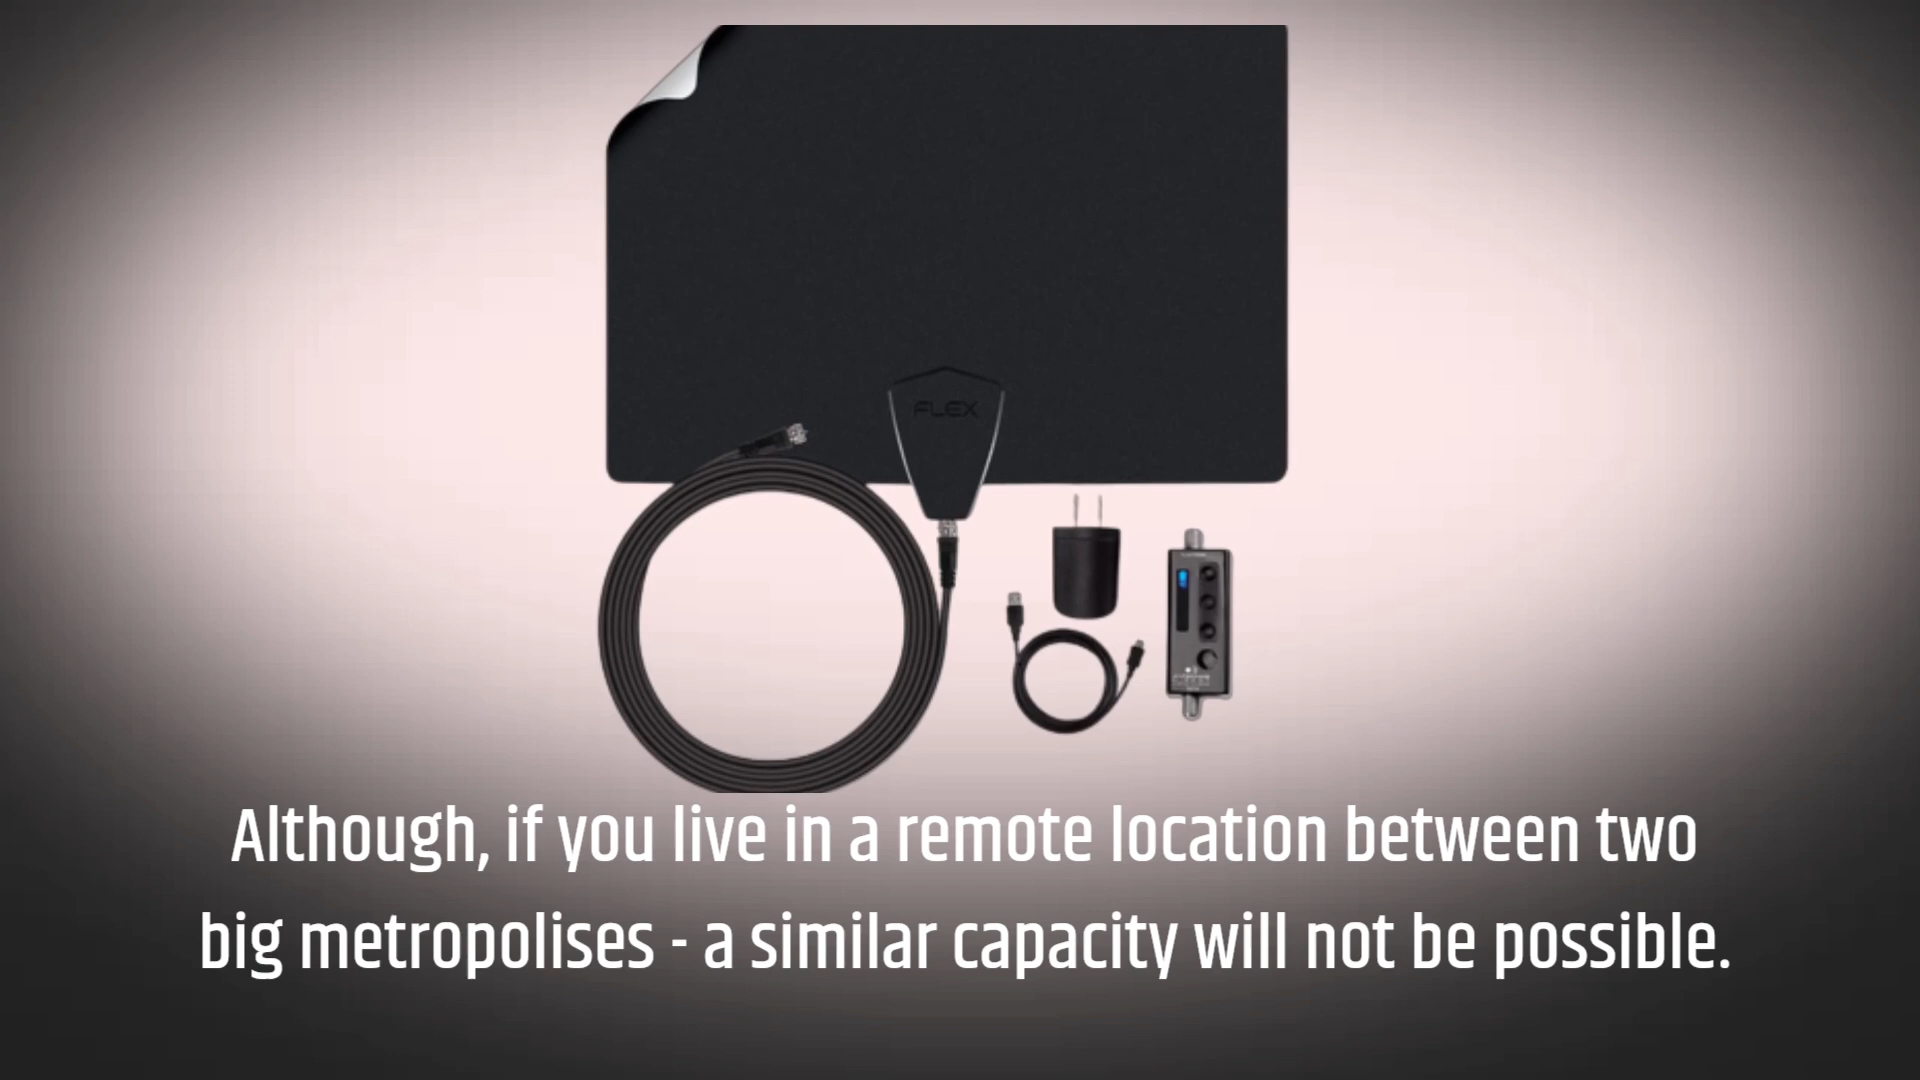 FLEX
Although, if you live in a remote location between two
big metropolises - a similar capacity will not be possible.